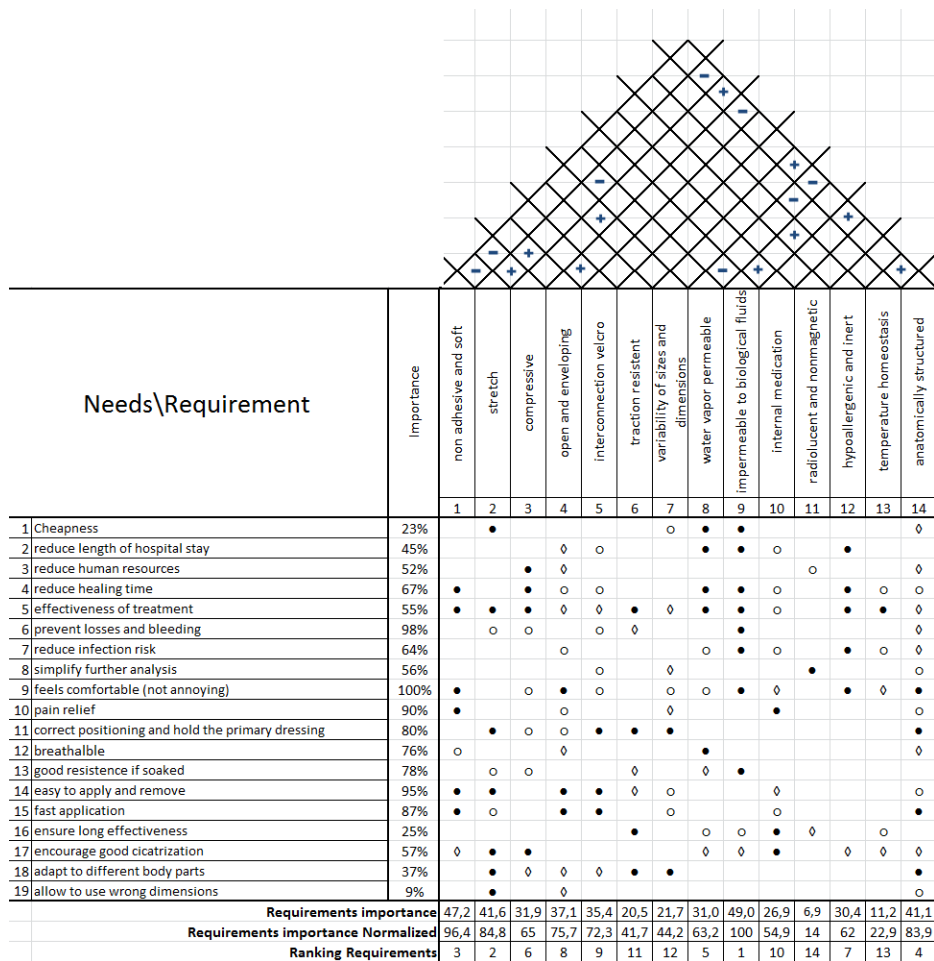 Needs\Requirement
Importance
non adhesive and soft
stretch
compressive
open and enveloping
interconnection velcro
traction resistent
variability of sizes and dimensions
water vapor permeable
impermeable to biological fluids
internal medication
radiolucent and nonmagnetic
hypoallergenic and inert
temperature homeostasis
anatomically structured
1 2 3 4 5 6 7 8 9 10 11 12 13 14
1 Cheapness 23%
2 reduce length of hospital stay 45%
3 reduce human resources 52%
4 reduce healing time 67%
5 effectiveness of treatment 55%
6 prevent losses and bleeding 98%
7 reduce infection risk 64%
8 simplify further analysis 56%
9 feels comfortable (not annoying) 100%
10 pain relief 90%
11 correct positioning and hold the primary dressing 80%
12 breathalble 76%
13 good resistence if soaked 78%
14 easy to apply and remove 95%
15 fast application 87%
16 ensure long effectiveness 25%
17 encourage good cicatrization 57%
18 adapt to different body parts 37%
19 allow to use wrong dimensions 9%
Requirements importance 47,2 41,6 31,9 37,1 35,4 20,5 21,7 31,0 49,0 26,9 6,9 30,4 11,2 41,1
Requirements importance Normalized 96,4 84,8 65 75,7 72,3 41,7 44,2 63,2 100 54,9 14 62 22,9 83,9
Ranking Requirements 3 2 6 8 9 11 12 5 1 10 14 7 13 4